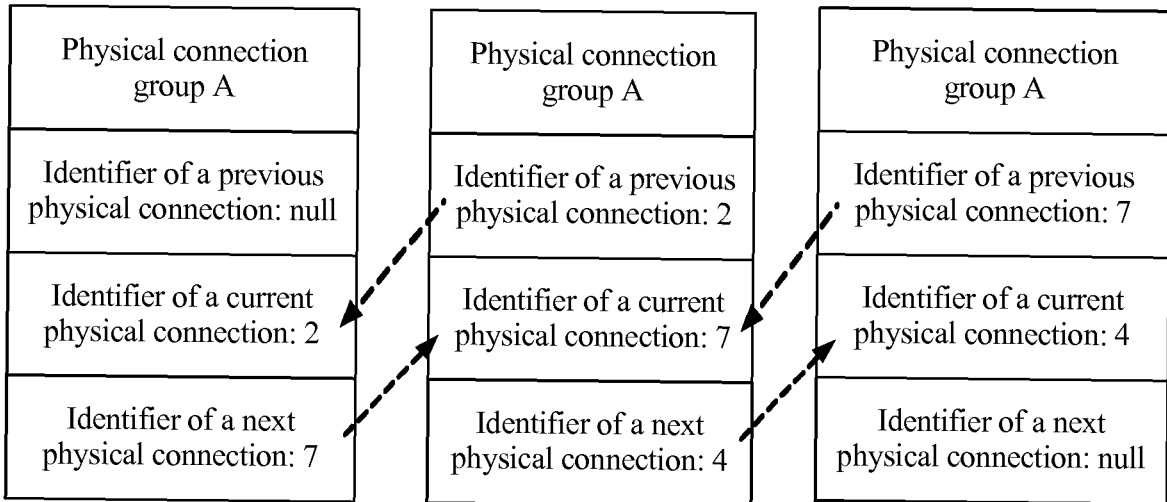 Physical connection
group A
Identifier of a previous
physical connection: null
Identifier of a current
physical connection: 2
Identifier of a next
physical connection: 7
Physical connection
group A
Identifier of a previous
physical connection: 2
Identifier of a current
physical connection: 7
Identifier of a next
physical connection: 4
Physical connection
group A
Identifier of a previous
physical connection: 7
Identifier of a current
physical connection: 4
Identifier of a next
physical connection: null